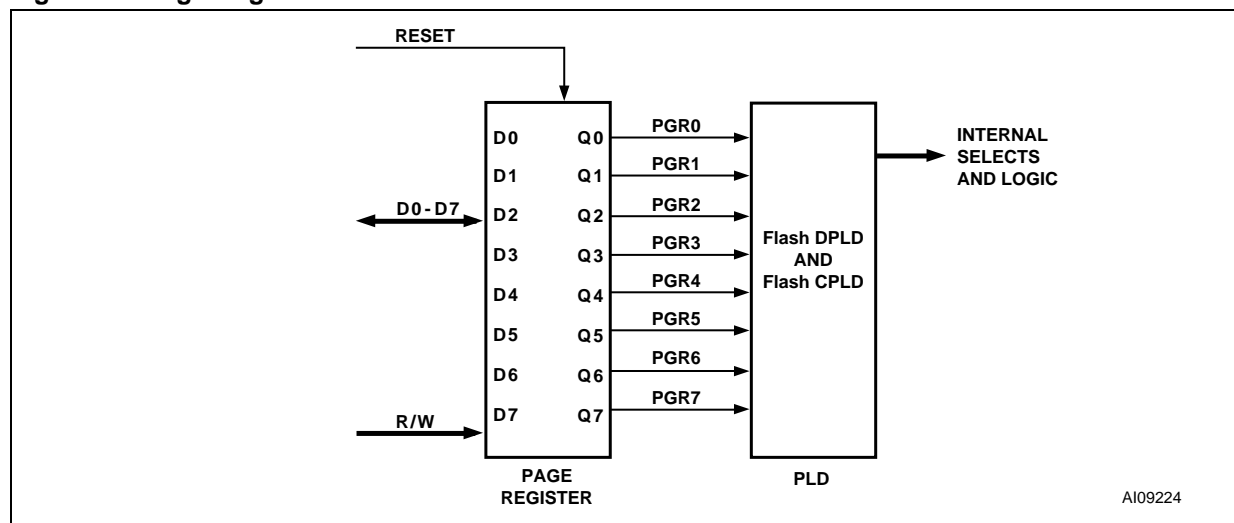 RESET
D0
D1
D2
D3
D4
D5
D6
D7
Q0
Q1
Q2
Q3
Q4
Q5
Q6
Q7
D0-D7
R/W
PAGE
REGISTER
PGR0
PGR1
PGR2
PGR3
PGR4
PGR5
PGR6
PGR7
Flash DPLD
AND
Flash CPLD
PLD
INTERNAL
SELECTS
AND LOGIC
AI09224